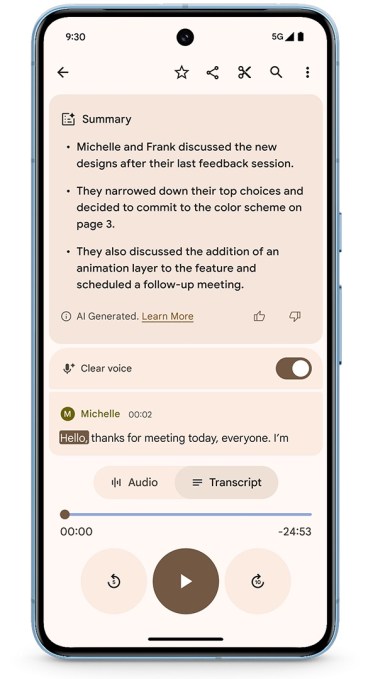 9:30
5G
Summary
• Michelle and Frank discussed the new
designs after their last feedback session.
• They narrowed down their top choices and
decided to commit to the color scheme on
page 3.
• They also discussed the addition of an
animation layer to the feature and
scheduled a follow-up meeting.
AI Generated. Learn More
Clear voice
M Michelle 00:02
Hello, thanks for meeting today, everyone. I'm
Audio Transcript
00:00 -24:53
5 10